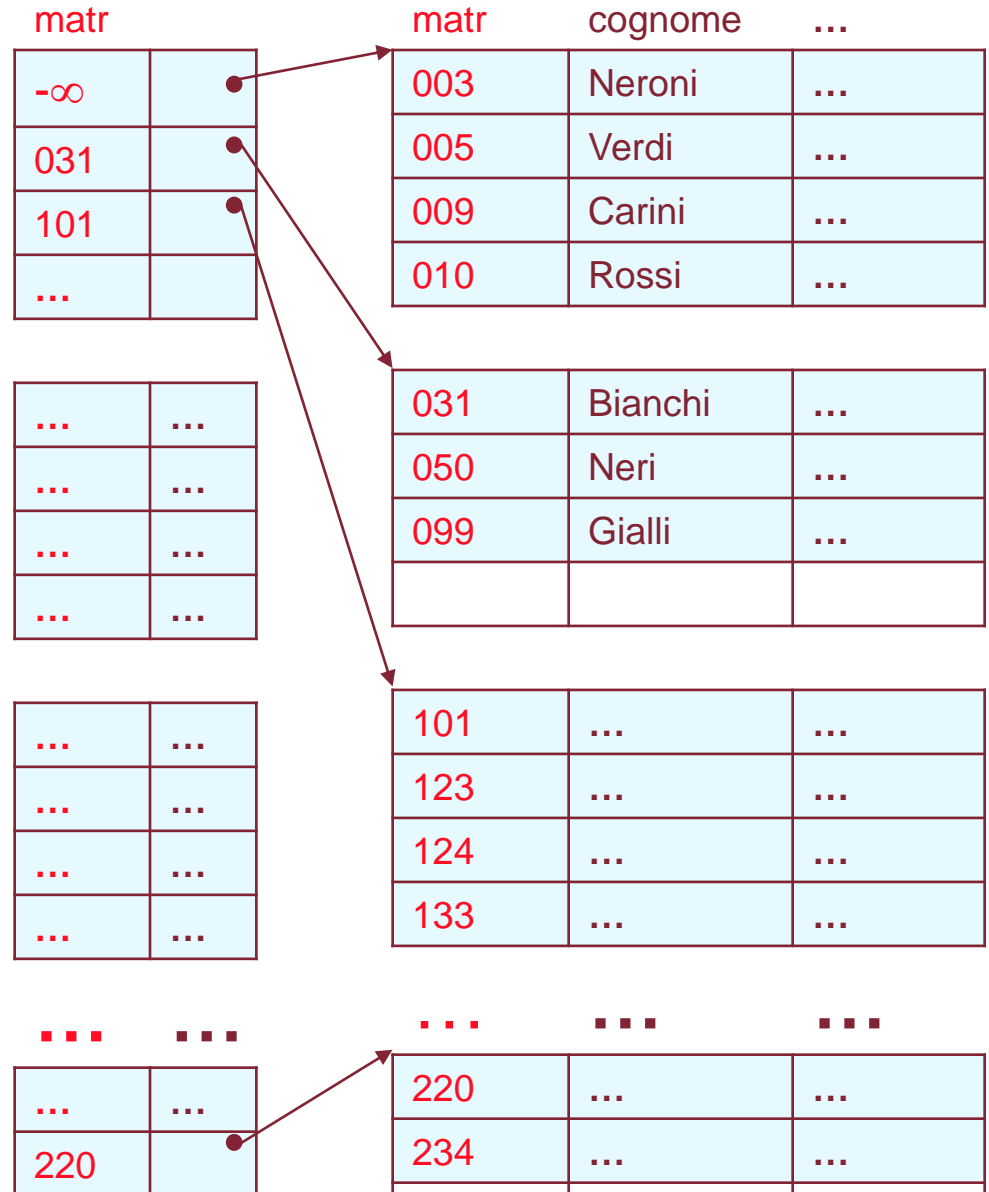 matr
-∞
031
101
…
… …
… …
… …
… …
… …
… …
… …
… …
… …
… …
220
matr cognome …
003 Neroni …
005 Verdi …
009 Carini …
010 Rossi …
031 Bianchi …
050 Neri …
099 Gialli …
101 … …
123 … …
124 … …
133 … …
… … …
220 … …
234 … …